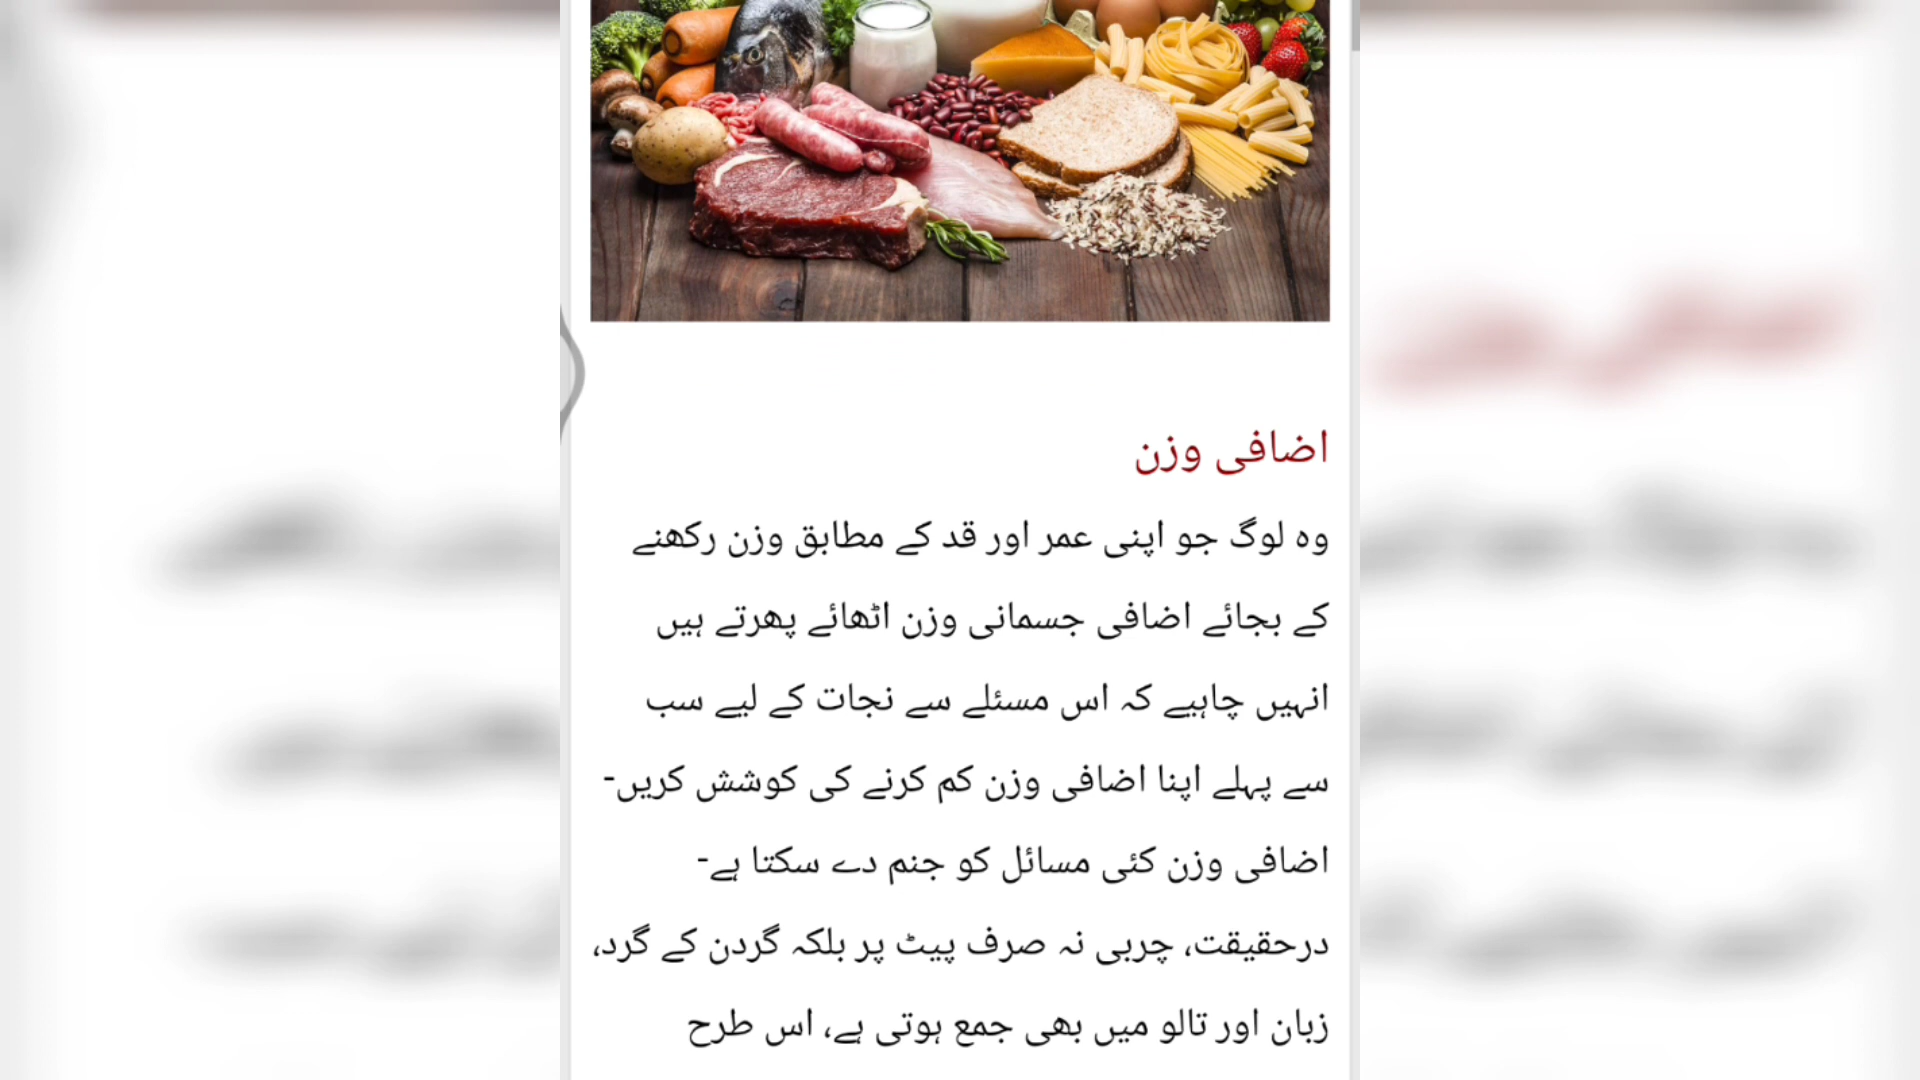 اضافی وزن
وہ لوگ جو اپنی عمر اور قد کے مطابق وزن رکھنے
کے بجائے اضافی جسمانی وزن اٹھائے پھرتے ہیں
انہیں چاہیے کہ اس مسئلے سے نجات کے لیے سب
سے پہلے اپنا اضافی وزن کم کرنے کی کوشش کریں-
اضافی وزن کئی مسائل کو جنم دے سکتا ہے-
درحقیقت، چربی نہ صرف پیٹ پر بلکہ گردن کے گرد،
زبان اور تالو میں بھی جمع ہوتی ہے، اس طرح